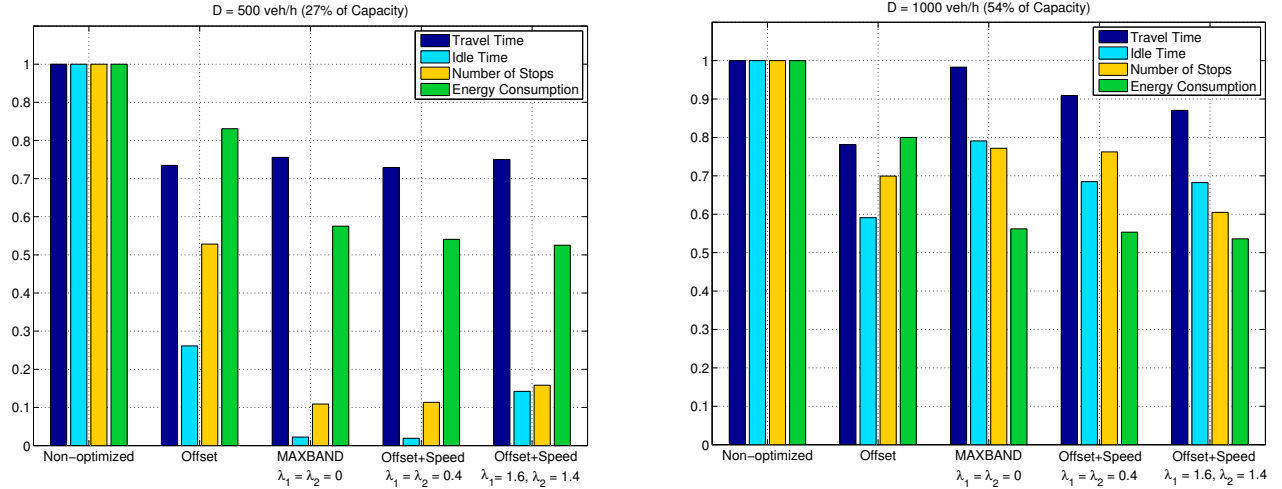 D = 500 veh/h (27% of Capacity)
Travel Time
Idle Time
Number of Stops
Energy Consumption
1
0.9
0.8
0.7
0.6
0.5
0.4
0.3
0.2
0.1
0
Non−optimized Offset MAXBAND Offset+Speed Offset+Speed
λ1 = λ2 = 0 λ1 = λ2 = 0.4 λ1= 1.6, λ2 = 1.4
D = 1000 veh/h (54% of Capacity)
Travel Time
Idle Time
Number of Stops
Energy Consumption
1
0.9
0.8
0.7
0.6
0.5
0.4
0.3
0.2
0.1
0
Non−optimized Offset MAXBAND Offset+Speed Offset+Speed
λ1 = λ2 = 0 λ1 = λ2 = 0.4 λ1 = 1.6, λ2 = 1.4